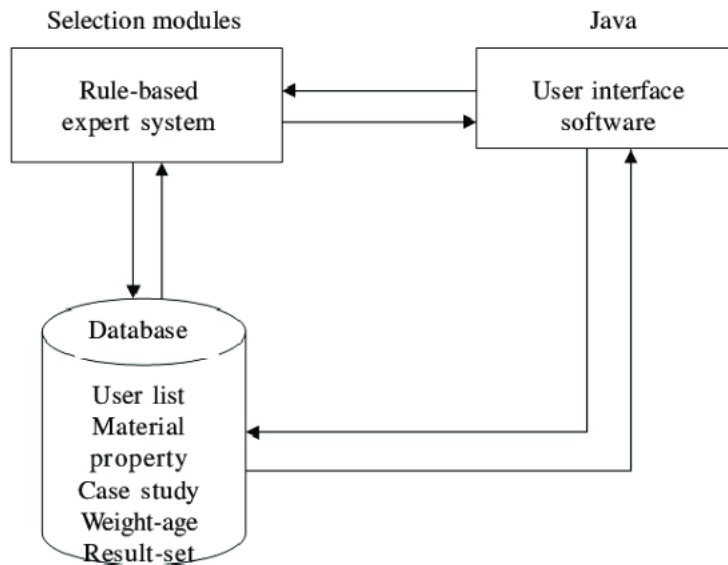 Selection modules
Java
Rule-based
expert system
User interface
software
Database
User list
Material
property
Case study
Weight-age
Result-set